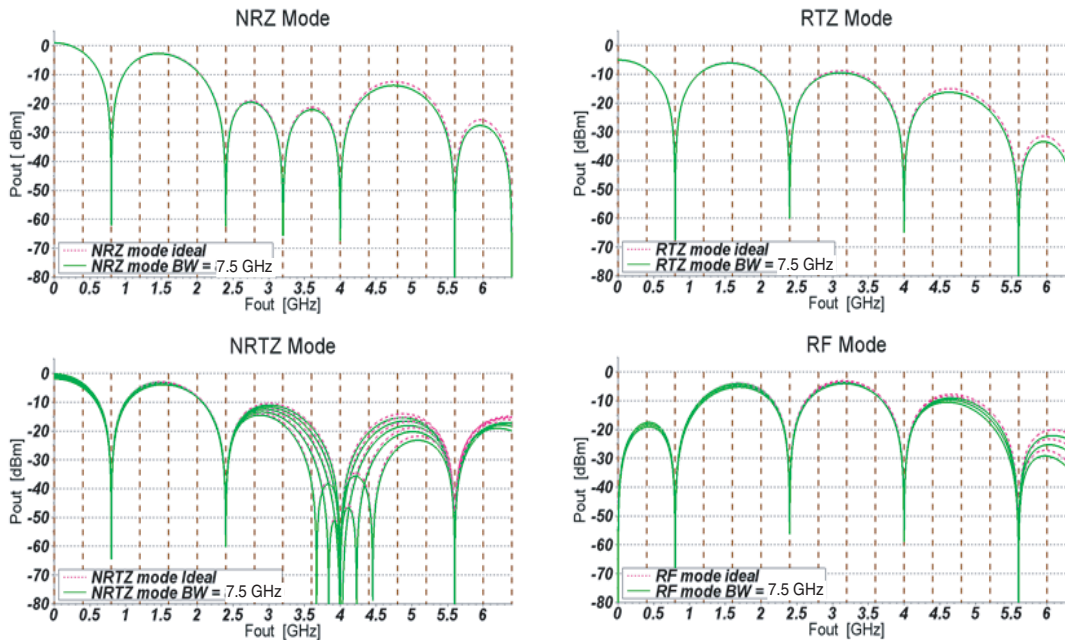 NRZ Mode
0
-10
-20
-30
-40
-50
-60
-70
-80
Pout [ dBm]
NRZ mode ideal
NRZ mode BW = 7.5 GHz
0 0.5 1 1.5 2 2.5 3 3.5 4 4.5 5 5.5 6
Fout [GHz]
RTZ Mode
0
-10
-20
-30
-40
-50
-60
-70
-80
Pout [dBm]
RTZ mode ideal
RTZ mode BW = 7.5 GHz
0 0.5 1 1.5 2 2.5 3 3.5 4 4.5 5 5.5 6
Fout [GHz]
NRTZ Mode
0
-10
-20
-30
-40
-50
-60
-70
-80
Pout [dBm]
NRTZ mode Ideal
NRTZ mode BW = 7.5 GHz
0 0.5 1 1.5 2 2.5 3 3.5 4 4.5 5 5.5 6
Fout [GHz]
RF Mode
0
-10
-20
-30
-40
-50
-60
-70
-80
Pout [dBm]
RF mode ideal
RF mode BW = 7.5 GHz
0 0.5 1 1.5 2 2.5 3 3.5 4 4.5 5 5.5 6
Fout [GHz]